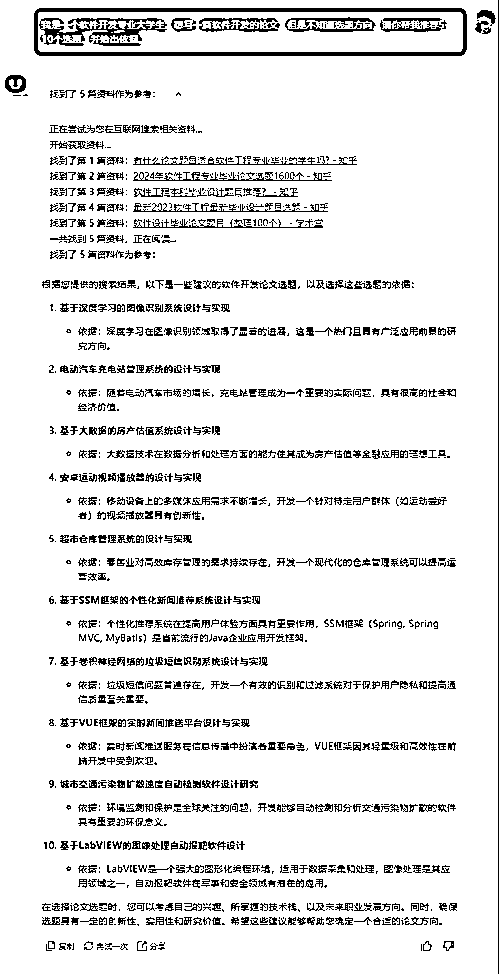 我是一个软件开发专业大学生，想写一篇软件开发的论文，但是不知道选题方向，请你帮我推荐
10个选题，并给出依据
找到了 5 篇资料作为参考：
正在尝试为您在互联网搜索相关资料...
开始获取资料...
找到了第 1 篇资料：有什么论文题目适合软件工程专业毕业的学生吗? - 知乎
找到了第 2 篇资料：2024年软件工程专业毕业论文选题1600个 - 知乎
找到了第 3 篇资料：软件工程本科毕业设计题目推荐？ - 知乎
找到了第 4 篇资料：最新2023软件工程最新毕业设计题目选题 - 知乎
找到了第 5 篇资料：软件设计毕业论文题目（整理100个） - 学术堂
一共找到 5 篇资料，正在阅读...
找到了 5 篇资料作为参考：
根据您提供的搜索结果，以下是一些建议的软件开发论文选题，以及选择这些选题的依据：
1. 基于深度学习的图像识别系统设计与实现
依据：深度学习在图像识别领域取得了显著的进展，这是一个热门且具有广泛应用前景的研
究方向。
2. 电动汽车充电站管理系统的设计与实现
依据：随着电动汽车市场的增长，充电站管理成为一个重要的实际问题，具有很高的社会和
经济价值。
3. 基于大数据的房产估值系统设计与实现
依据：大数据技术在数据分析和处理方面的能力使其成为房产估值等金融应用的理想工具。
4. 安卓运动视频播放器的设计与实现
依据：移动设备上的多媒体应用需求不断增长，开发一个针对特定用户群体（如运动爱好
者）的视频播放器具有创新性。
5. 超市仓库管理系统的设计与实现
依据：零售业对高效库存管理的需求持续存在，开发一个现代化的仓库管理系统可以提高运
营效率。
6. 基于SSM框架的个性化新闻推荐系统设计与实现
依据：个性化推荐系统在提高用户体验方面具有重要作用，SSM框架（Spring, Spring
MVC, MyBatis）是当前流行的Java企业应用开发框架。
7. 基于卷积神经网络的垃圾短信识别系统设计与实现
依据：垃圾短信问题普遍存在，开发一个有效的识别和过滤系统对于保护用户隐私和提高通
信质量至关重要。
8. 基于VUE框架的实时新闻推送平台设计与实现
依据：实时新闻推送服务在信息传播中扮演着重要角色，VUE框架因其轻量级和高效性在前
端开发中受到欢迎。
9. 城市交通污染物扩散速度自动检测软件设计研究
依据：环境监测和保护是全球关注的问题，开发能够自动检测和分析交通污染物扩散的软件
具有重要的环保意义。
10. 基于LabVIEW的图像处理自动报靶软件设计
依据：LabVIEW是一个强大的图形化编程环境，适用于数据采集和处理，图像处理是其应
用领域之一，自动报靶软件在军事和安全领域有潜在的应用。
在选择论文选题时，您可以考虑自己的兴趣、所掌握的技术栈、以及未来职业发展方向。同时，确保
选题具有一定的创新性、实用性和研究价值。希望这些建议能够帮助您确定一个合适的论文方向。
复制 再试一次 分享